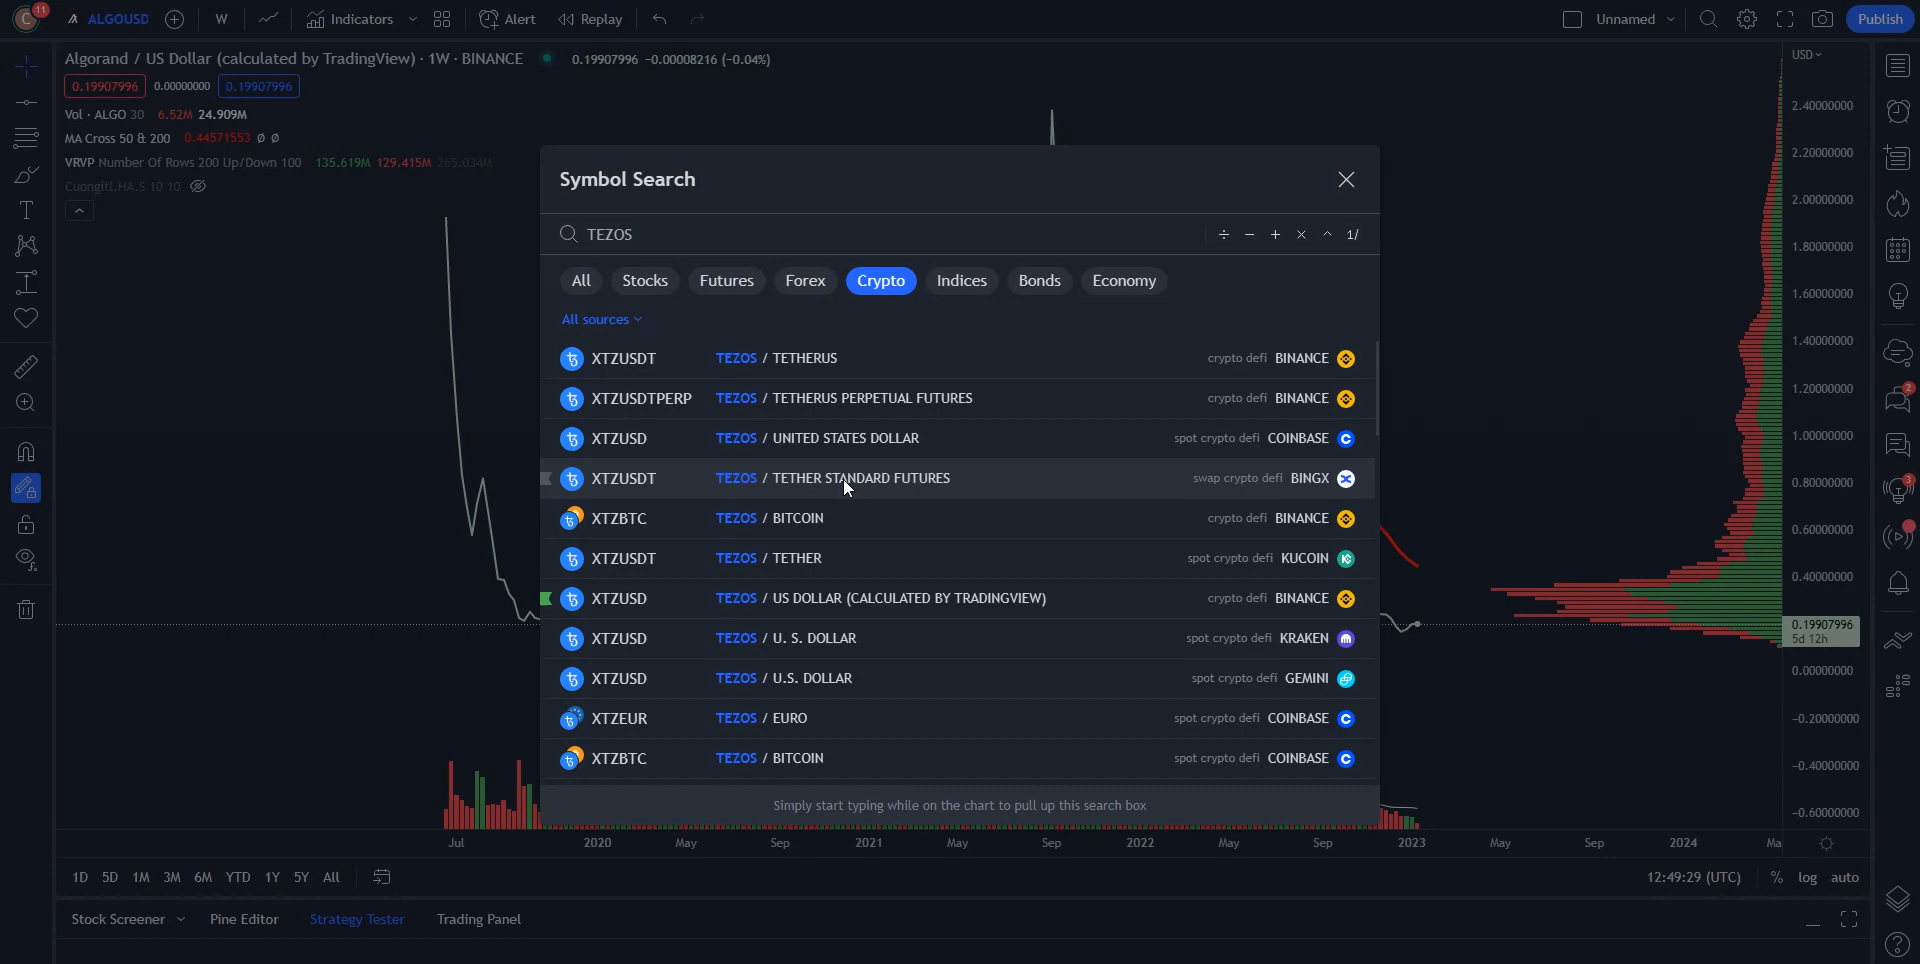 C 11 ALGOUSD W Indicators Alert Replay Unnamed Publish
Algorand / US Dollar (calculated by TradingView) · 1W · BINANCE 0.19907996 −0.00008216 (−0.04%)
USD
0.19907996 0.00000000 0.19907996
Vol · ALGO 30 6.52M 24.909M
MA Cross 50 & 200 0.44571553 ∅ ∅
VRVP Number Of Rows 200 Up/Down 100 135.619M 129.415M 265.034M
Cuongitl.HA.S 10 10
Symbol Search
TEZOS ÷ − + × ^ 1/
All Stocks Futures Forex Crypto Indices Bonds Economy
All sources
XTZUSDT TEZOS / TETHERUS crypto defi BINANCE
XTZUSDTPERP TEZOS / TETHERUS PERPETUAL FUTURES crypto defi BINANCE
XTZUSD TEZOS / UNITED STATES DOLLAR spot crypto defi COINBASE
XTZUSDT TEZOS / TETHER STANDARD FUTURES swap crypto defi BINGX
XTZBTC TEZOS / BITCOIN crypto defi BINANCE
XTZUSDT TEZOS / TETHER spot crypto defi KUCOIN
XTZUSD TEZOS / US DOLLAR (CALCULATED BY TRADINGVIEW) crypto defi BINANCE
XTZUSD TEZOS / U. S. DOLLAR spot crypto defi KRAKEN
XTZUSD TEZOS / U.S. DOLLAR spot crypto defi GEMINI
XTZEUR TEZOS / EURO spot crypto defi COINBASE
XTZBTC TEZOS / BITCOIN spot crypto defi COINBASE
Simply start typing while on the chart to pull up this search box
2.40000000
2.20000000
2.00000000
1.80000000
1.60000000
1.40000000
1.20000000
1.00000000
0.80000000
0.60000000
0.40000000
0.19907996
5d 12h
0.00000000
−0.20000000
−0.40000000
−0.60000000
2
3
Jul 2020 May Sep 2021 May Sep 2022 May Sep 2023 May Sep 2024 Ma
1D 5D 1M 3M 6M YTD 1Y 5Y All 12:49:29 (UTC) % log auto
Stock Screener Pine Editor Strategy Tester Trading Panel